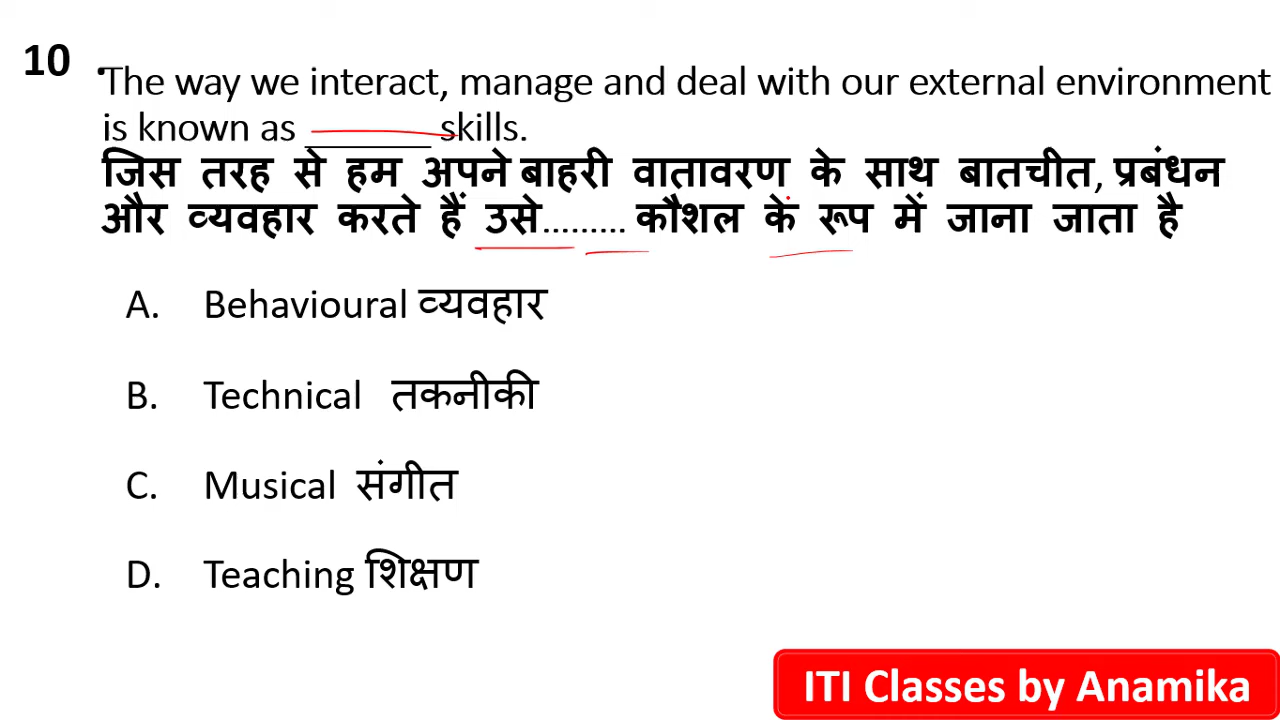 10 .
The way we interact, manage and deal with our external environment
is known as _______ skills.
जिस तरह से हम अपने बाहरी वातावरण के साथ बातचीत, प्रबंधन
और व्यवहार करते हैं उसे......... कौशल के रूप में जाना जाता है
A. Behavioural व्यवहार
B. Technical तकनीकी
C. Musical संगीत
D. Teaching शिक्षण
ITI Classes by Anamika